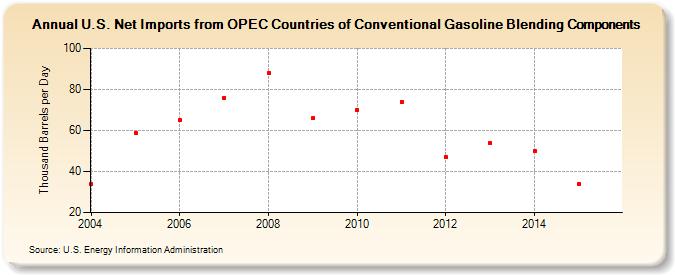 Annual U.S. Net Imports from OPEC Countries of Conventional Gasoline Blending Components
Thousand Barrels per Day
100
80
60
40
20
2004 2006 2008 2010 2012 2014
Source: U.S. Energy Information Administration